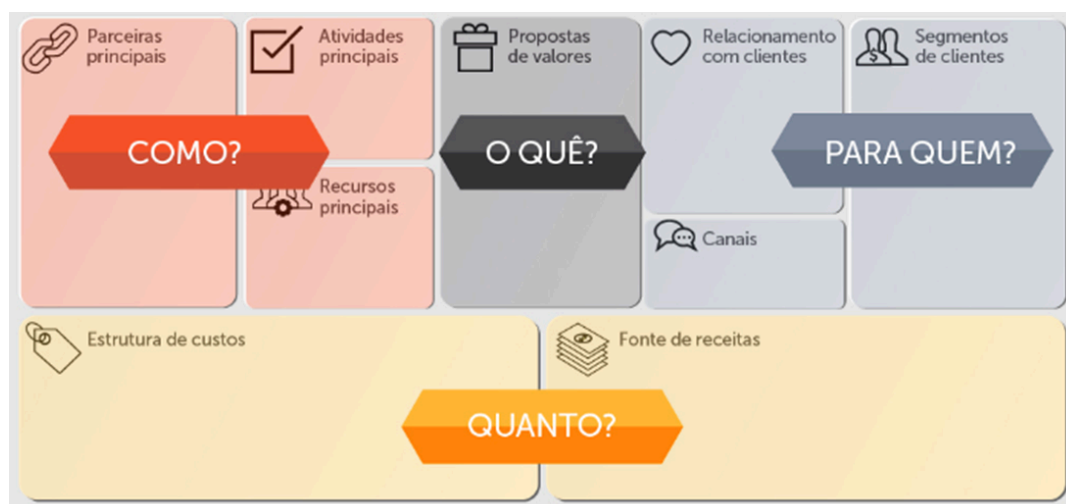 Parceiras
principais
Atividades
principais
Propostas
de valores
Relacionamento
com clientes
Segmentos
de clientes
COMO?
O QUÊ?
PARA QUEM?
Recursos
principais
Canais
Estrutura de custos
Fonte de receitas
QUANTO?